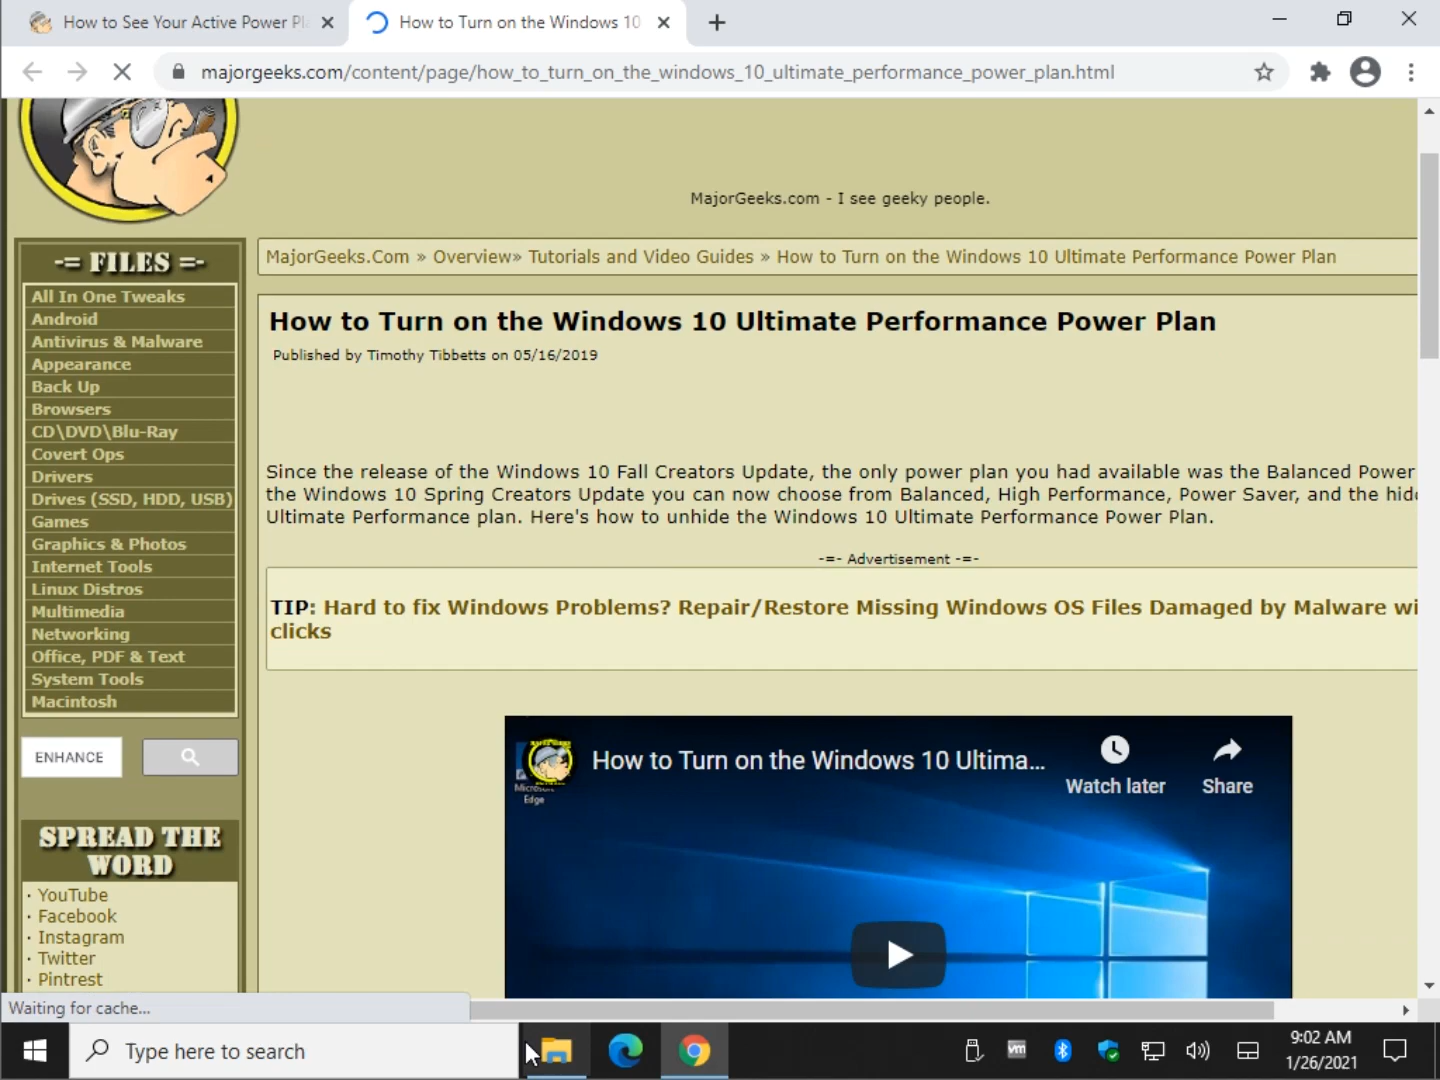 How to See Your Active Power Pl
How to Turn on the Windows 10
majorgeeks.com/content/page/how_to_turn_on_the_windows_10_ultimate_performance_power_plan.html
MajorGeeks.com - I see geeky people.
-= FILES =-
All In One Tweaks
Android
Antivirus & Malware
Appearance
Back Up
Browsers
CD\DVD\Blu-Ray
Covert Ops
Drivers
Drives (SSD, HDD, USB)
Games
Graphics & Photos
Internet Tools
Linux Distros
Multimedia
Networking
Office, PDF & Text
System Tools
Macintosh
ENHANCE
SPREAD THE
WORD
· YouTube
· Facebook
· Instagram
· Twitter
· Pintrest
MajorGeeks.Com » Overview» Tutorials and Video Guides » How to Turn on the Windows 10 Ultimate Performance Power Plan
How to Turn on the Windows 10 Ultimate Performance Power Plan
Published by Timothy Tibbetts on 05/16/2019
Since the release of the Windows 10 Fall Creators Update, the only power plan you had available was the Balanced Power
the Windows 10 Spring Creators Update you can now choose from Balanced, High Performance, Power Saver, and the hid
Ultimate Performance plan. Here's how to unhide the Windows 10 Ultimate Performance Power Plan.
-=- Advertisement -=-
TIP: Hard to fix Windows Problems? Repair/Restore Missing Windows OS Files Damaged by Malware wi
clicks
How to Turn on the Windows 10 Ultima...
Watch later
Share
Microsoft
Edge
Waiting for cache...
Type here to search
vm
9:02 AM
1/26/2021